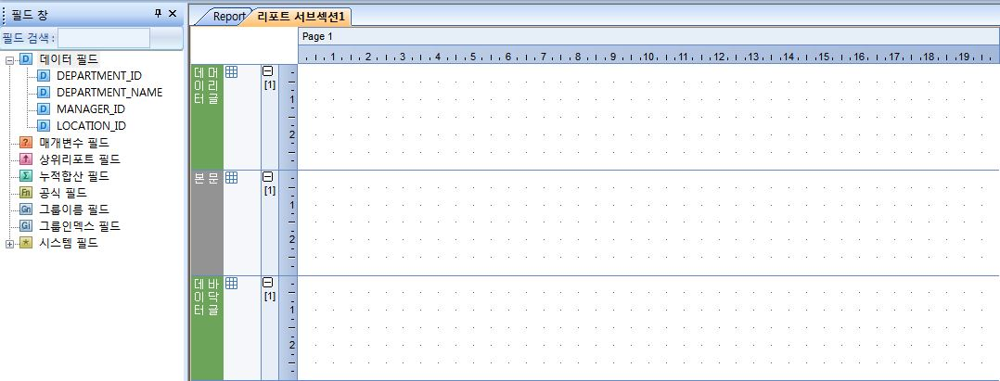 필드 창
필드 검색 :
D 데이터 필드
D DEPARTMENT_ID
D DEPARTMENT_NAME
D MANAGER_ID
D LOCATION_ID
? 매개변수 필드
상위리포트 필드
Σ 누적합산 필드
Fn 공식 필드
Gn 그룹이름 필드
Gi 그룹인덱스 필드
* 시스템 필드
Report 리포트 서브섹션1
Page 1
1 2 3 4 5 6 7 8 9 10 11 12 13 14 15 16 17 18 19
데이터 머리글
[1]
1
2
본문
[1]
1
2
데이터 바닥글
[1]
1
2